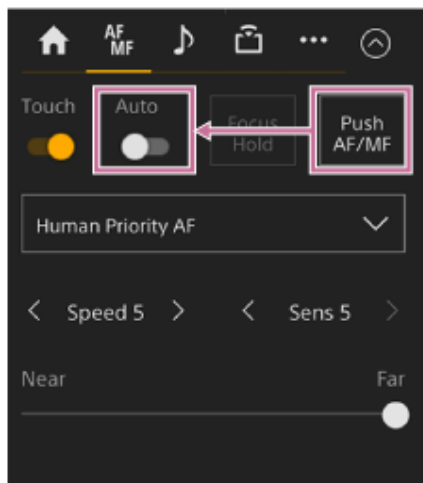 AF
MF
Touch
Auto
Focus
Hold
Push
AF/MF
Human Priority AF
Speed 5
Sens 5
Near
Far